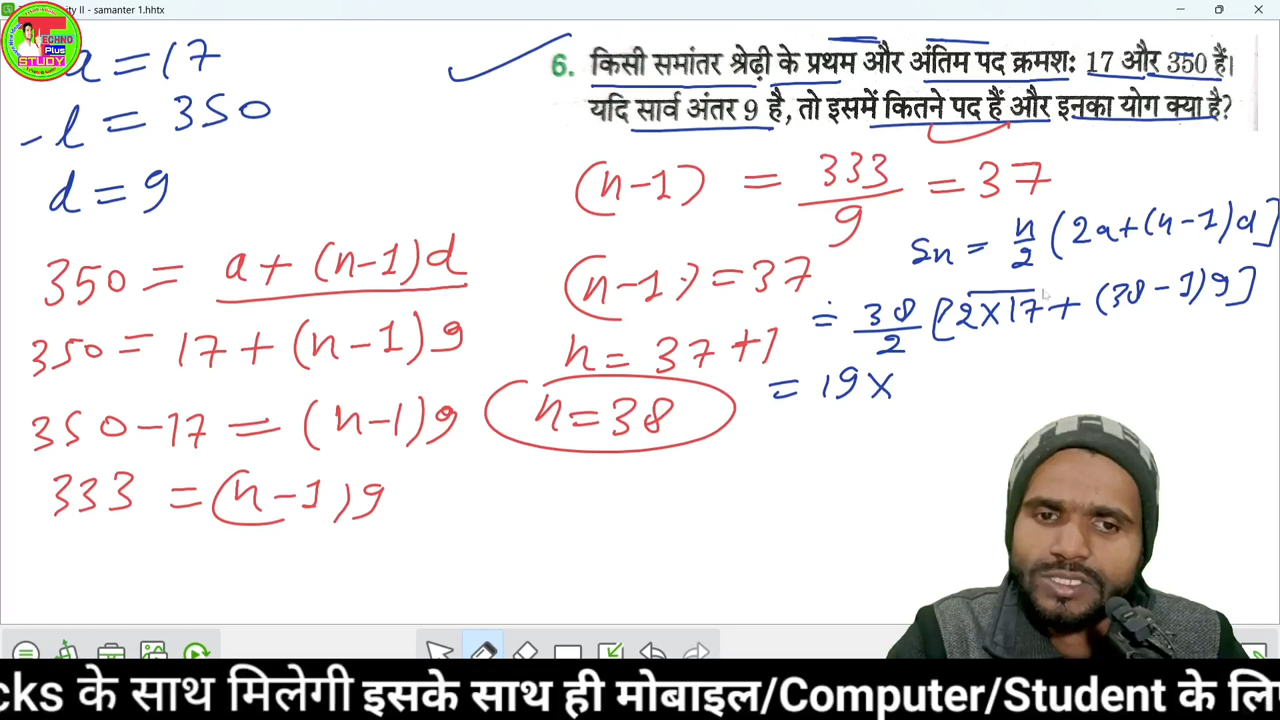 samanter 1.hhtx
TECHNO
Plus
STUDY
a = 17
l = 350
d = 9
350 = a + (n-1)d
350 = 17 + (n-1)9
350-17 = (n-1)9
333 = (n-1)9
6. किसी समांतर श्रेढ़ी के प्रथम और अंतिम पद क्रमशः 17 और 350 हैं।
यदि सार्व अंतर 9 है, तो इसमें कितने पद हैं और इनका योग क्या है?
(n-1) = 333/9 = 37
(n-1) = 37
n = 37+1
n = 38
Sn = n/2 (2a+(n-1)d]
= 38/2 [2×17+(38-1)9]
= 19×
cks के साथ मिलेगी इसके साथ ही मोबाइल/Computer/Student के लि